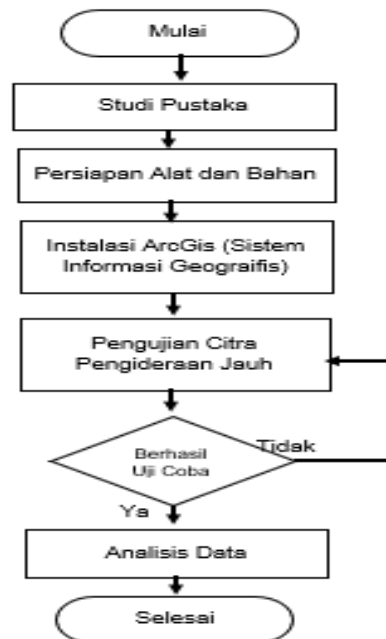 Mulai
Studi Pustaka
Persiapan Alat dan Bahan
Instalasi ArcGis (Sistem
Informasi Geograifis)
Pengujian Citra
Pengideraan Jauh
Berhasil
Uji Coba
Tidak
Ya
Analisis Data
Selesai